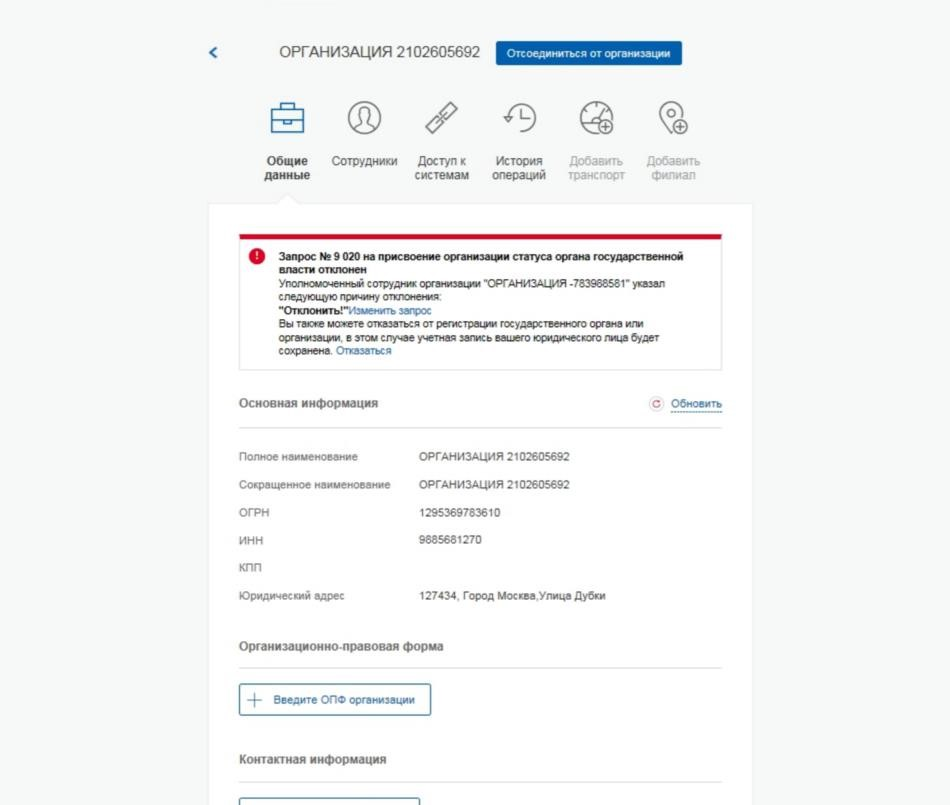 ОРГАНИЗАЦИЯ 2102605692
Отсоединиться от организации
Общие
данные
Сотрудники
Доступ к
системам
История
операций
Добавить
транспорт
Добавить
филиал
Запрос № 9 020 на присвоение организации статуса органа государственной
власти отклонен
Уполномоченный сотрудник организации "ОРГАНИЗАЦИЯ -783988581" указал
следующую причину отклонения:
"Отклонить!"Изменить запрос
Вы также можете отказаться от регистрации государственного органа или
организации, в этом случае учетная запись вашего юридического лица будет
сохранена. Отказаться
Основная информация
Обновить
Полное наименование ОРГАНИЗАЦИЯ 2102605692
Сокращенное наименование ОРГАНИЗАЦИЯ 2102605692
ОГРН 1295369783610
ИНН 9885681270
КПП
Юридический адрес 127434, Город Москва,Улица Дубки
Организационно-правовая форма
Введите ОПФ организации
Контактная информация